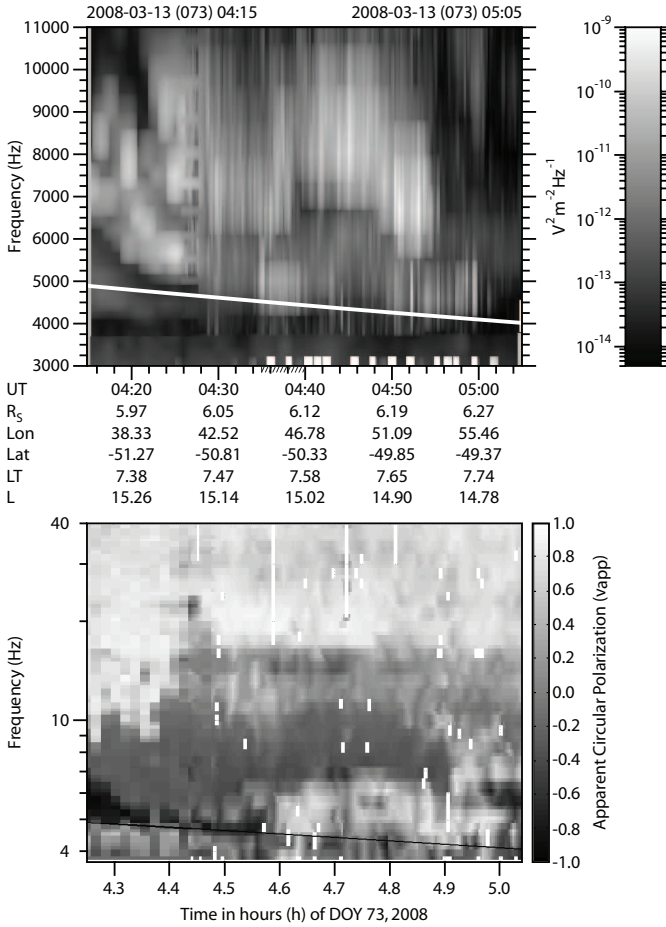 2008-03-13 (073) 04:15 2008-03-13 (073) 05:05
11000
10000
9000
8000
7000
6000
5000
4000
3000
Frequency (Hz)
10-9
10-10
10-11
10-12
10-13
10-14
V2 m-2 Hz-1
UT 04:20 04:30 04:40 04:50 05:00
RS 5.97 6.05 6.12 6.19 6.27
Lon 38.33 42.52 46.78 51.09 55.46
Lat -51.27 -50.81 -50.33 -49.85 -49.37
LT 7.38 7.47 7.58 7.65 7.74
L 15.26 15.14 15.02 14.90 14.78
40
10
4
Frequency (Hz)
1.0
0.8
0.6
0.4
0.2
0.0
-0.2
-0.4
-0.6
-0.8
-1.0
Apparent Circular Polarization (vapp)
4.3 4.4 4.5 4.6 4.7 4.8 4.9 5.0
Time in hours (h) of DOY 73, 2008